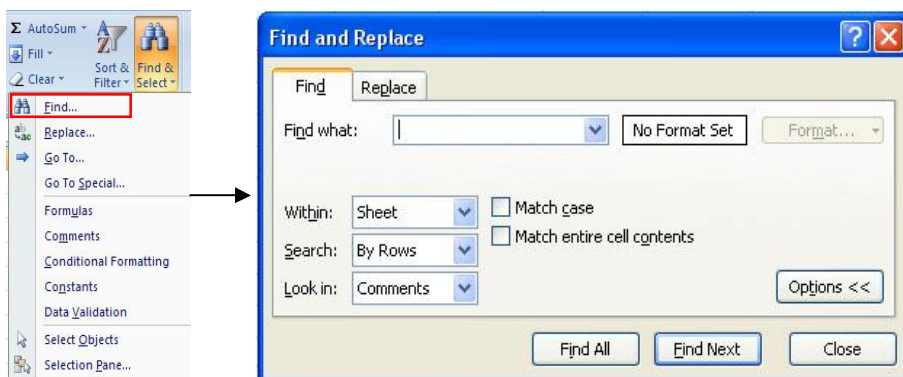 Σ AutoSum
Fill
Clear
Sort & Filter
Find & Select
Find...
Replace...
Go To...
Go To Special...
Formulas
Comments
Conditional Formatting
Constants
Data Validation
Select Objects
Selection Pane...
Find and Replace
Find Replace
Find what: No Format Set Format...
Within: Sheet Match case
Match entire cell contents
Search: By Rows
Look in: Comments
Options <<
Find All Find Next Close